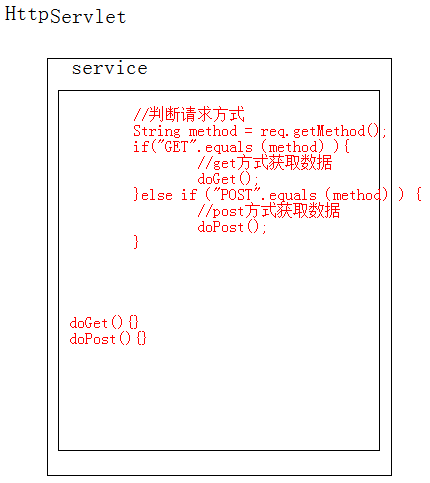 HttpServlet
service
//判断请求方式
String method = req.getMethod();
if("GET".equals (method) ){
//get方式获取数据
doGet();
}else if ("POST".equals (method) ) {
//post方式获取数据
doPost();
}
doGet(){}
doPost(){}